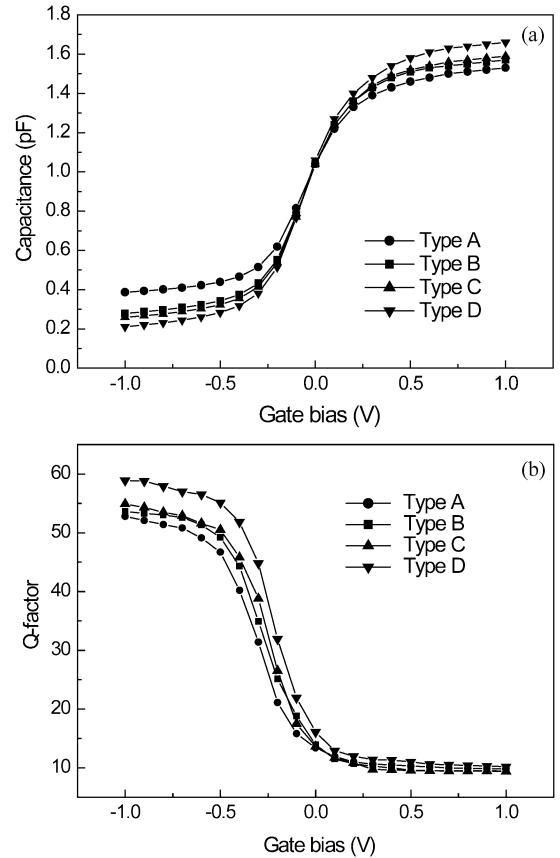 (a)
1.8
1.6
1.4
1.2
1.0
0.8
0.6
0.4
0.2
0.0
Capacitance (pF)
Type A
Type B
Type C
Type D
-1.0 -0.5 0.0 0.5 1.0
Gate bias (V)
(b)
60
50
40
30
20
10
Q-factor
Type A
Type B
Type C
Type D
-1.0 -0.5 0.0 0.5 1.0
Gate bias (V)